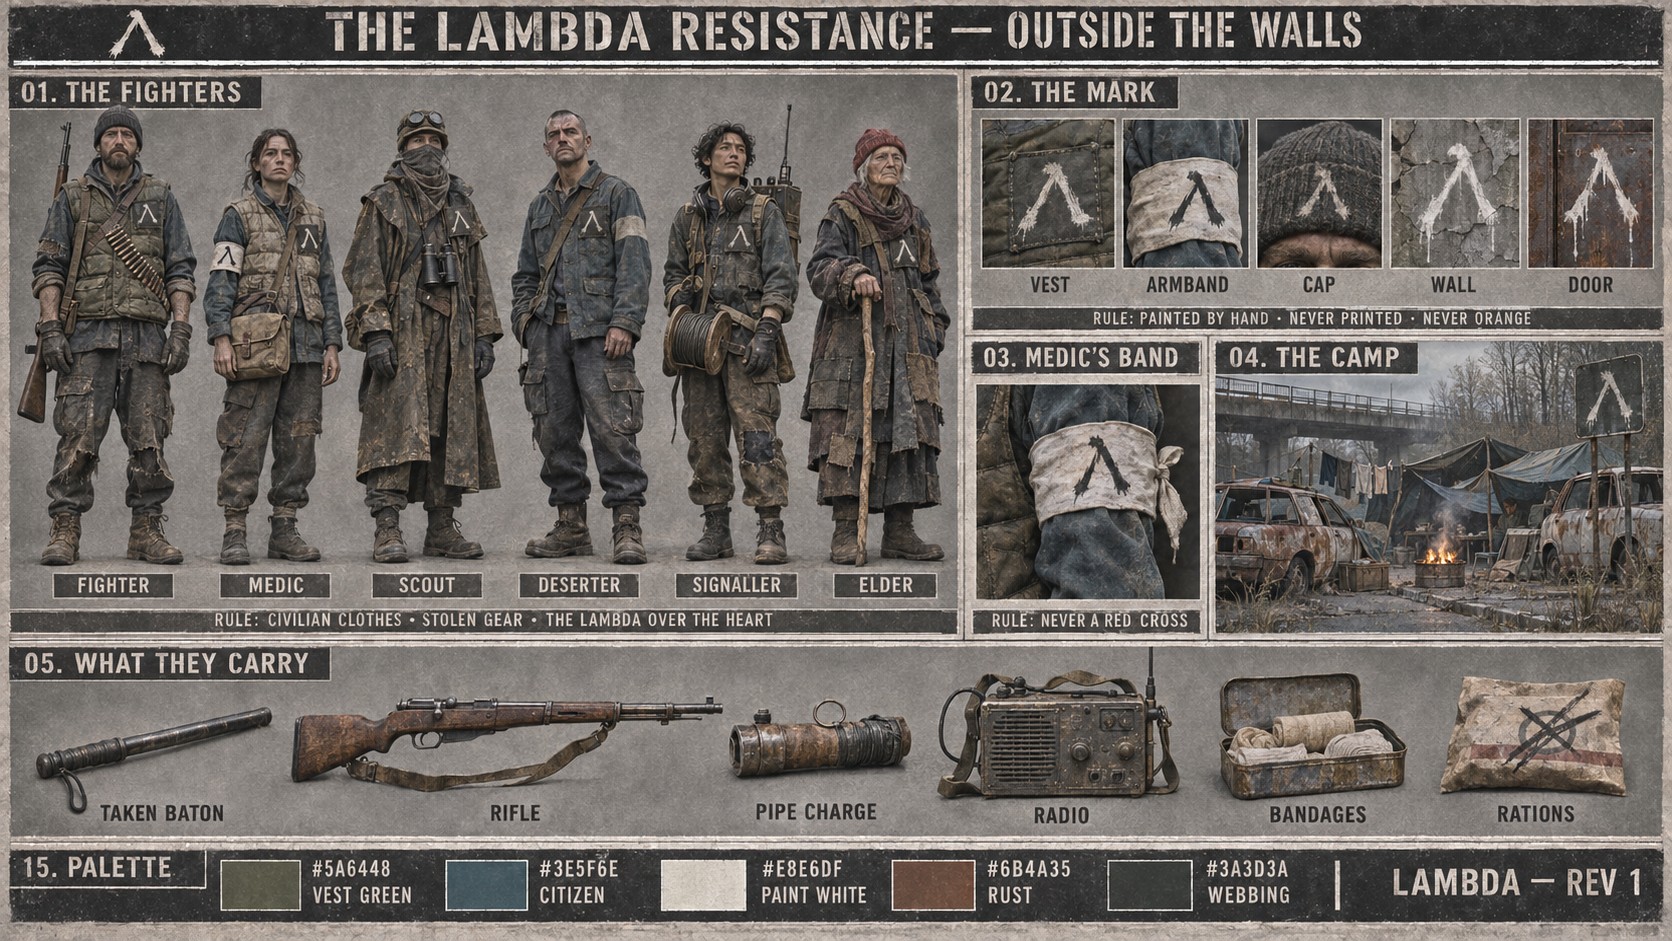 THE LAMBDA RESISTANCE — OUTSIDE THE WALLS
01. THE FIGHTERS
FIGHTER
MEDIC
SCOUT
DESERTER
SIGNALLER
ELDER
RULE: CIVILIAN CLOTHES • STOLEN GEAR • THE LAMBDA OVER THE HEART
02. THE MARK
VEST
ARMBAND
CAP
WALL
DOOR
RULE: PAINTED BY HAND • NEVER PRINTED • NEVER ORANGE
03. MEDIC'S BAND
RULE: NEVER A RED CROSS
04. THE CAMP
05. WHAT THEY CARRY
TAKEN BATON
RIFLE
PIPE CHARGE
RADIO
BANDAGES
RATIONS
15. PALETTE
#5A6448
VEST GREEN
#3E5F6E
CITIZEN
#E8E6DF
PAINT WHITE
#6B4A35
RUST
#3A3D3A
WEBBING
LAMBDA — REV 1